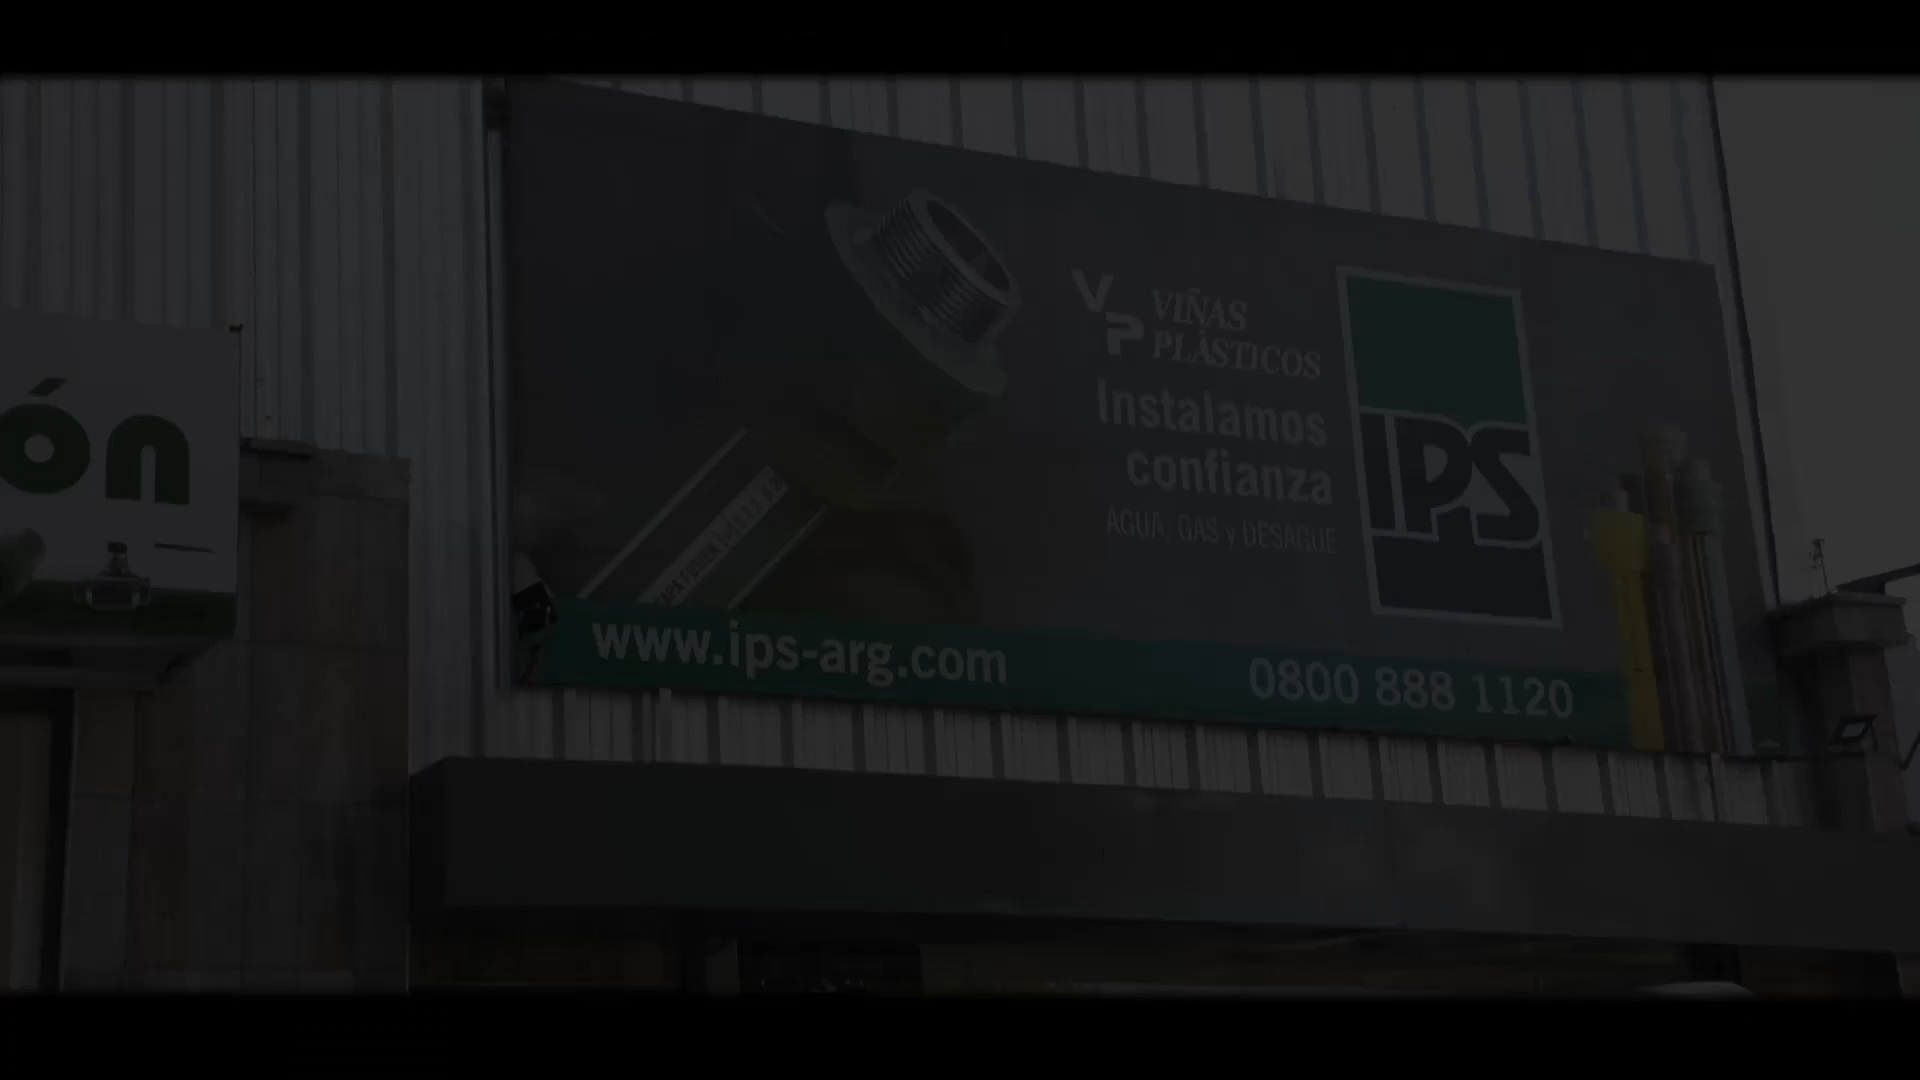 ón
VP VIÑAS
PLÁSTICOS
Instalamos
confianza
AGUA, GAS y DESAGUE
IPS
www.ips-arg.com
0800 888 1120